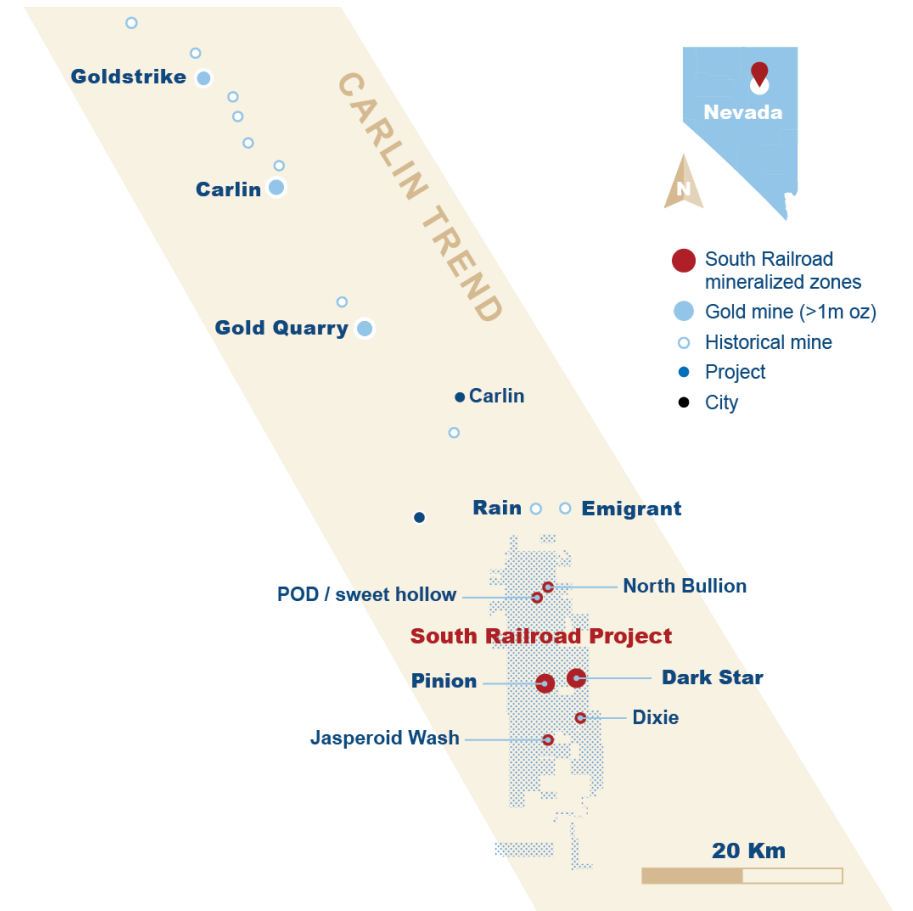 Goldstrike
CARLIN TREND
Nevada
N
Carlin
South Railroad
mineralized zones
Gold mine (>1m oz)
Gold Quarry
Historical mine
Project
Carlin
City
Rain
Emigrant
North Bullion
POD / sweet hollow
South Railroad Project
Pinion
Dark Star
Dixie
Jasperoid Wash
20 Km